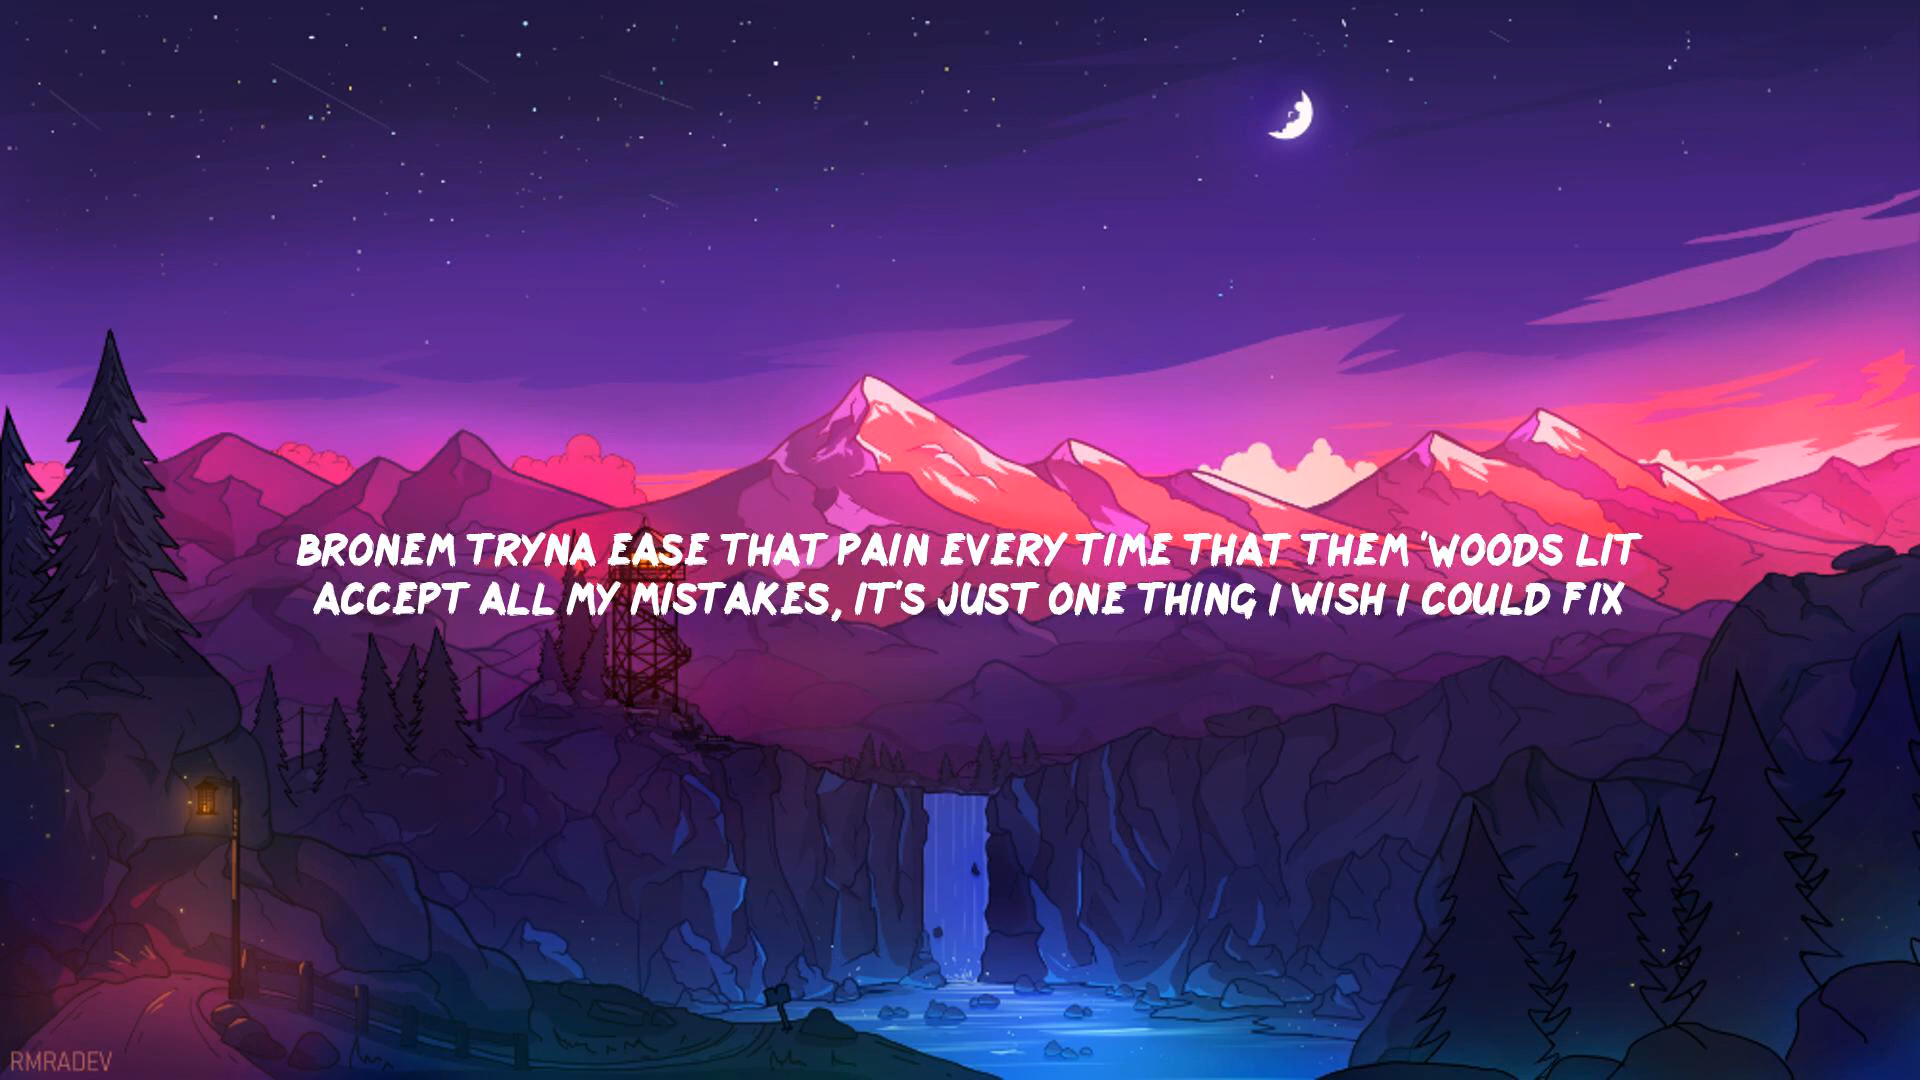 BRONEM TRYNA EASE THAT PAIN EVERY TIME THAT THEM 'WOODS LIT
ACCEPT ALL MY MISTAKES, IT'S JUST ONE THING I WISH I COULD FIX
RMRADEV